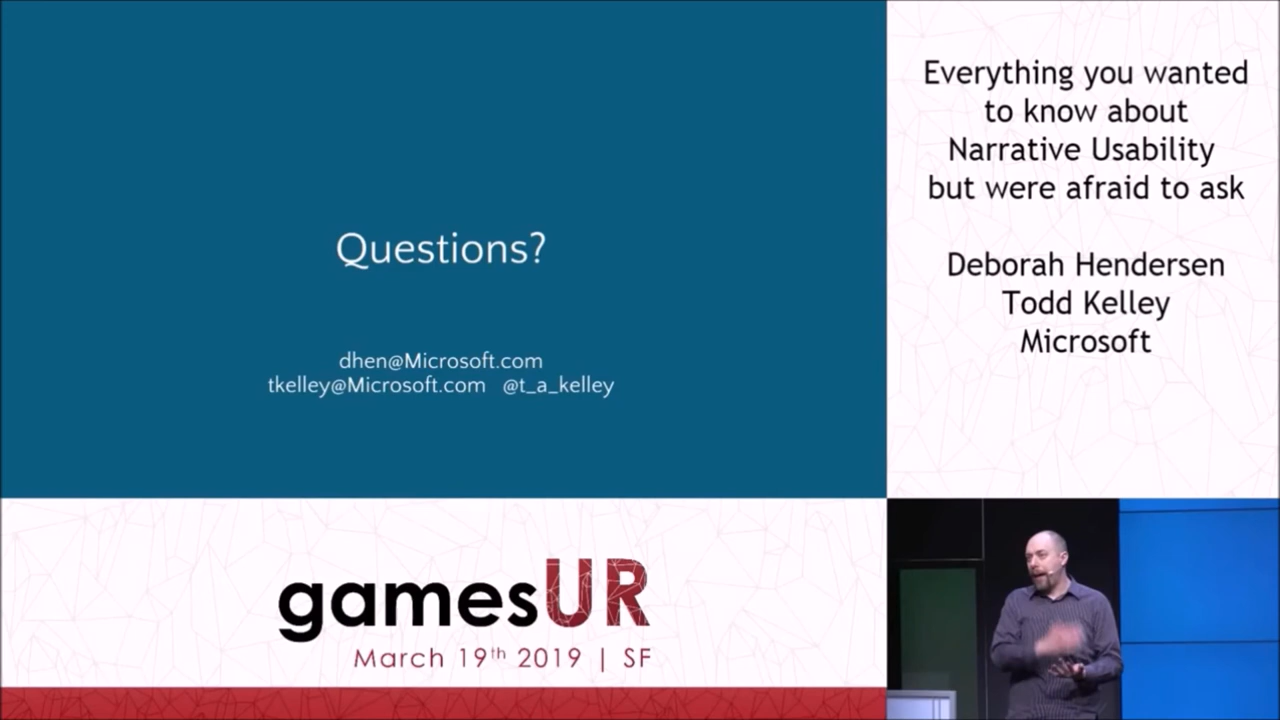 Questions?
dhen@Microsoft.com
tkelley@Microsoft.com @t_a_kelley
Everything you wanted
to know about
Narrative Usability
but were afraid to ask
Deborah Hendersen
Todd Kelley
Microsoft
gamesUR
March 19th 2019 | SF